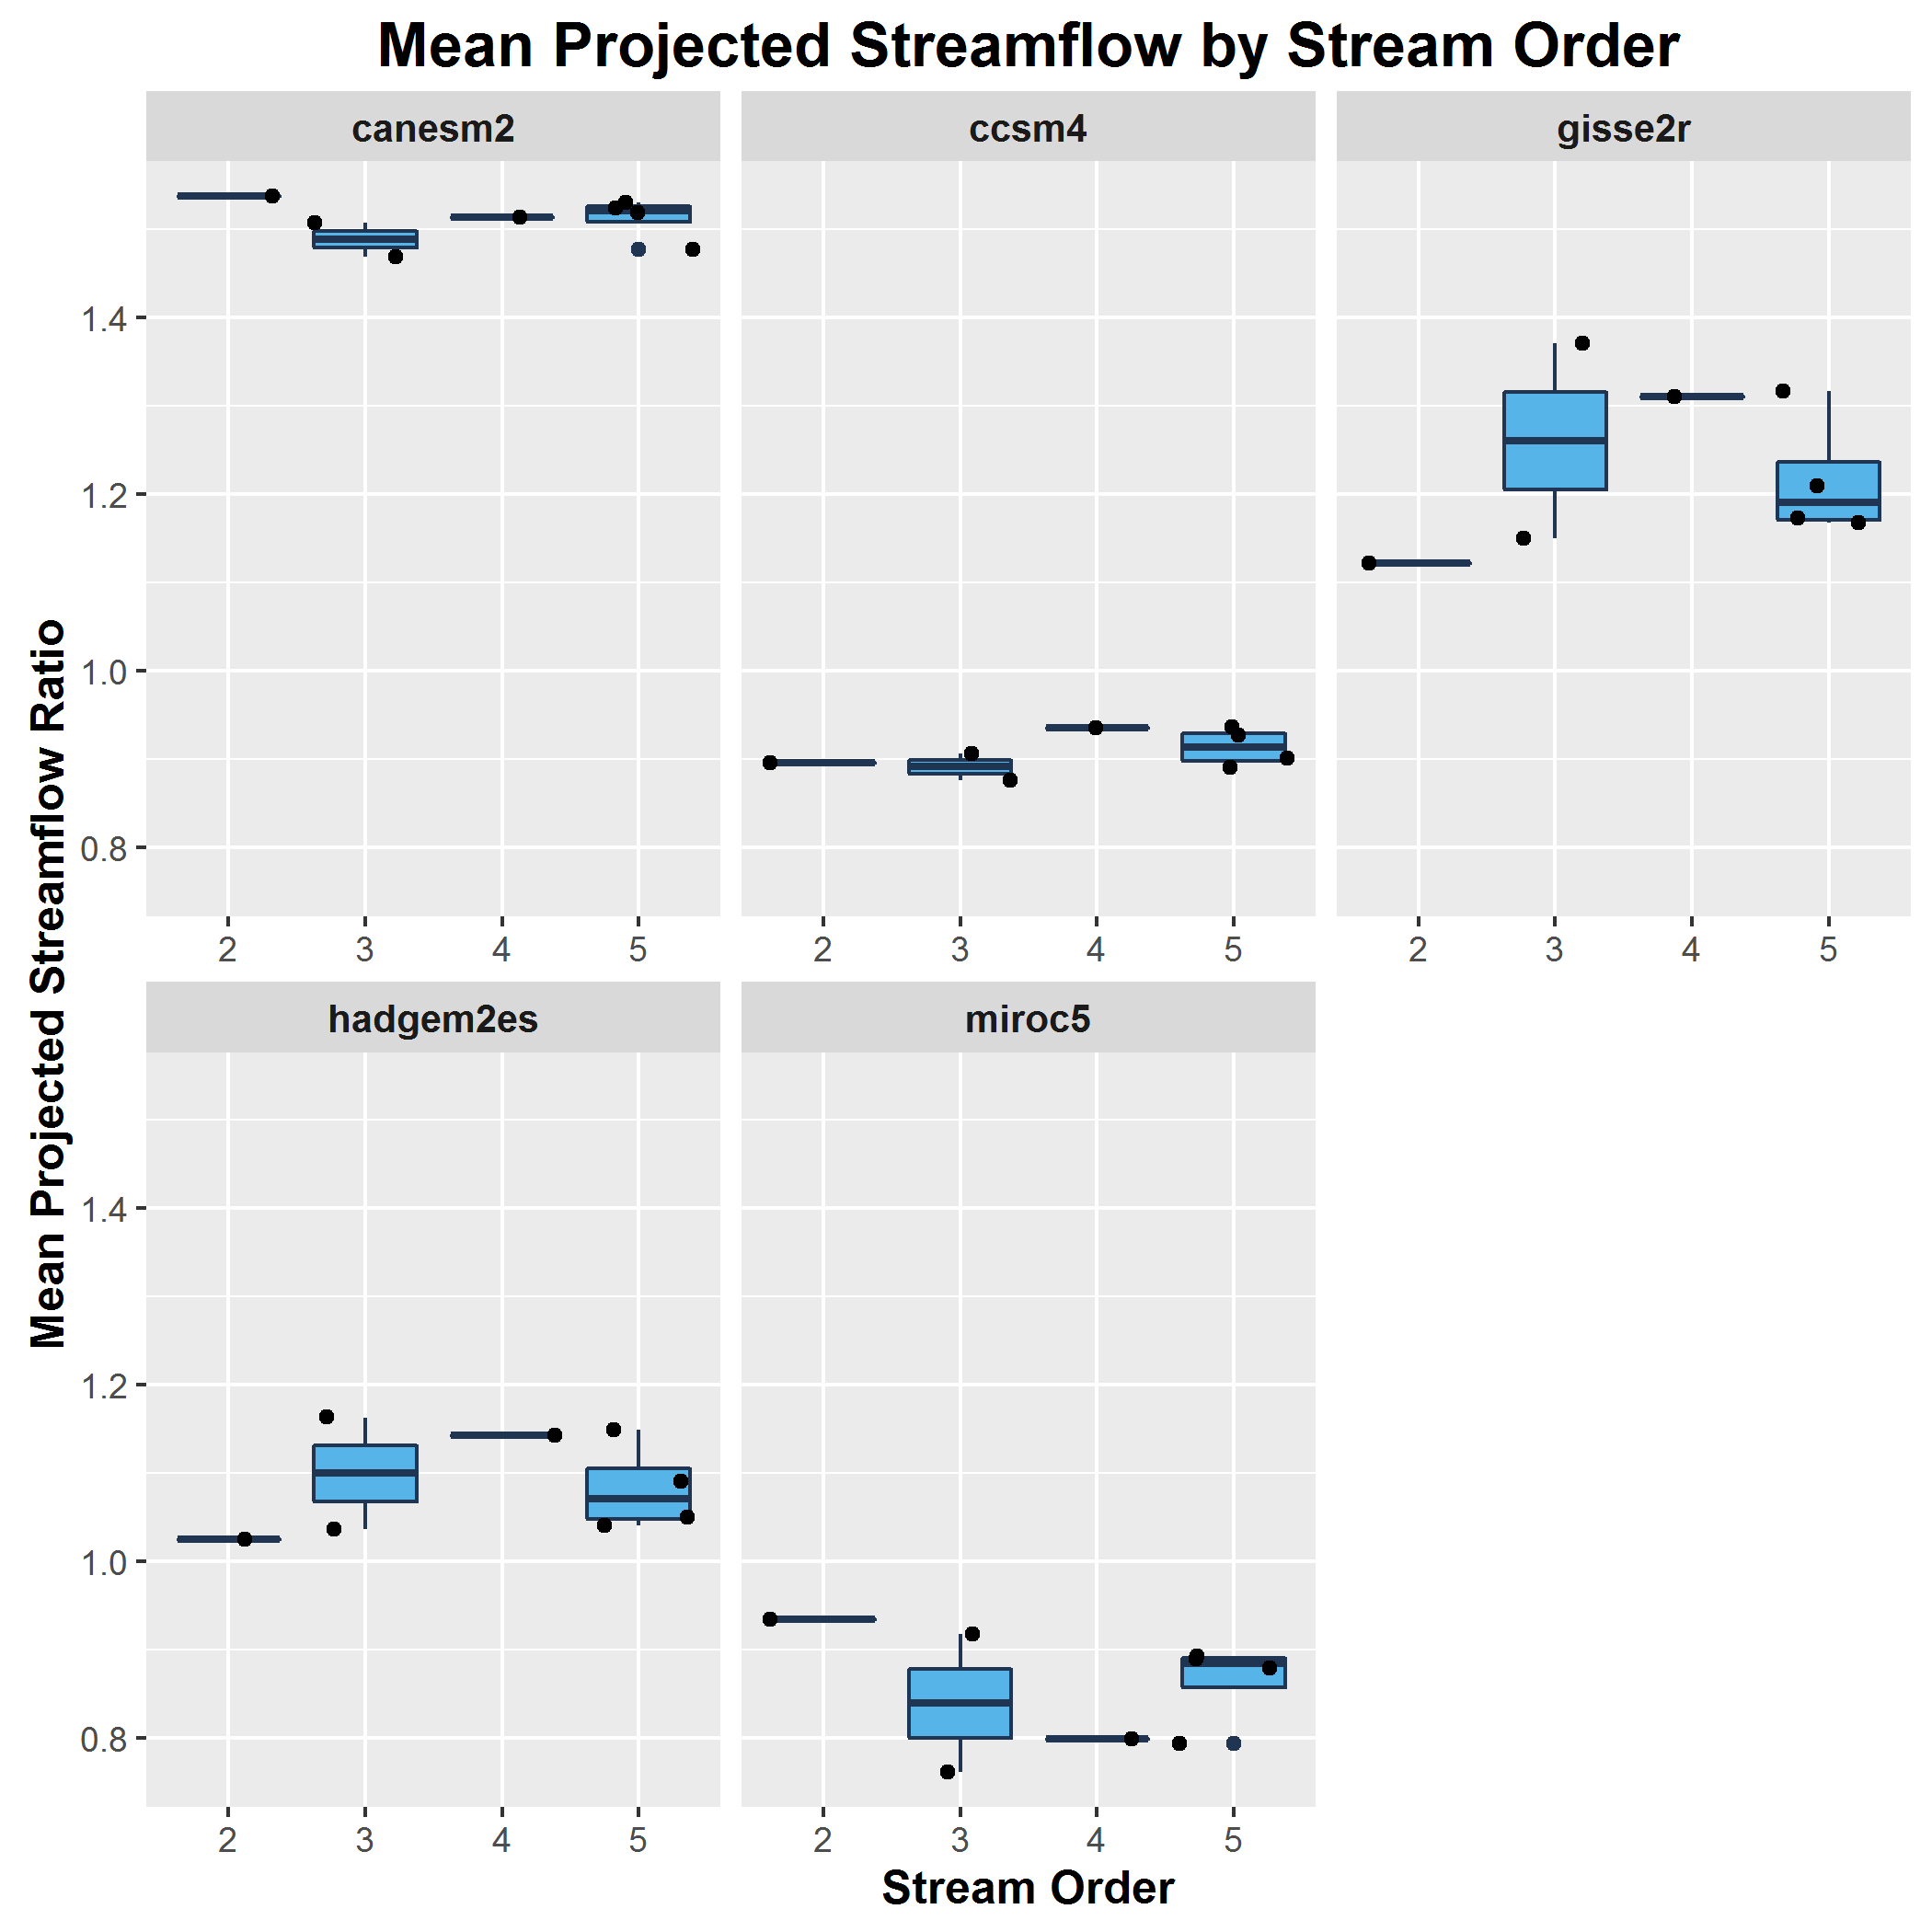 Mean Projected Streamflow by Stream Order
canesm2 ccsm4 gisse2r
1.4
1.2
1.0
0.8
2 3 4 5 2 3 4 5 2 3 4 5
Mean Projected Streamflow Ratio
hadgem2es miroc5
1.4
1.2
1.0
0.8
2 3 4 5 2 3 4 5
Stream Order